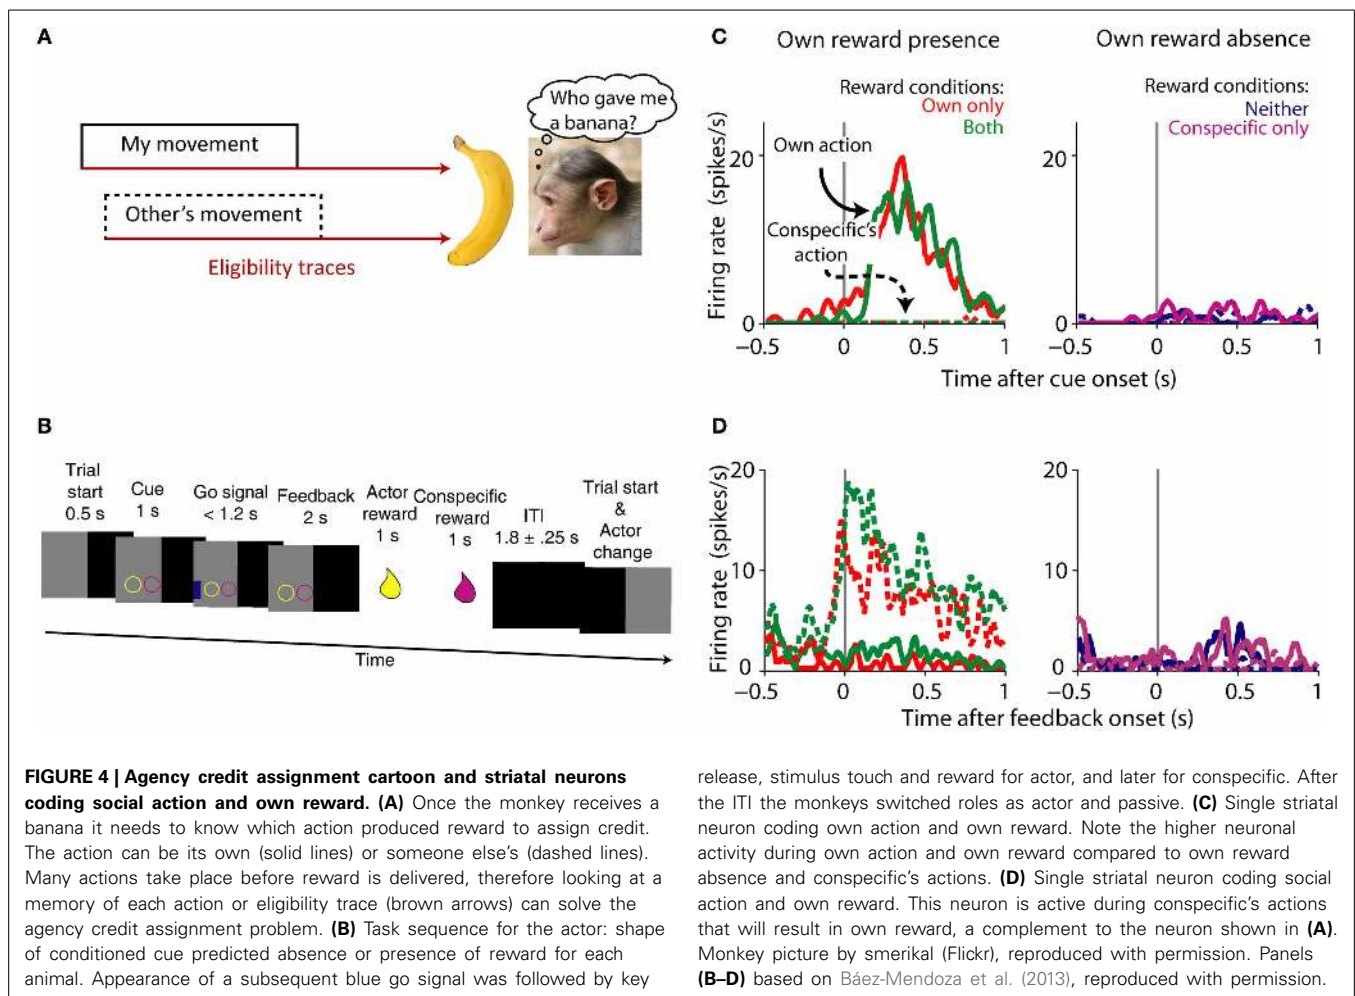 A
My movement
Other's movement
Eligibility traces
Who gave me
a banana?
B
Trial
start
0.5 s
Cue
1 s
Go signal
< 1.2 s
Feedback
2 s
Actor
reward
1 s
Conspecific
reward
1 s
ITI
1.8 ± .25 s
Trial start
&
Actor
change
Time
C
Own reward presence
Own reward absence
Reward conditions:
Own only
Both
Reward conditions:
Neither
Conspecific only
Own action
Conspecific's
action
Firing rate (spikes/s)
20
0
-0.5
0
0.5
1
20
0
-0.5
0
0.5
1
Time after cue onset (s)
D
Firing rate (spikes/s)
20
10
0
-0.5
0
0.5
1
20
10
0
-0.5
0
0.5
1
Time after feedback onset (s)
FIGURE 4 | Agency credit assignment cartoon and striatal neurons
coding social action and own reward. (A) Once the monkey receives a
banana it needs to know which action produced reward to assign credit.
The action can be its own (solid lines) or someone else's (dashed lines).
Many actions take place before reward is delivered, therefore looking at a
memory of each action or eligibility trace (brown arrows) can solve the
agency credit assignment problem. (B) Task sequence for the actor: shape
of conditioned cue predicted absence or presence of reward for each
animal. Appearance of a subsequent blue go signal was followed by key
release, stimulus touch and reward for actor, and later for conspecific. After
the ITI the monkeys switched roles as actor and passive. (C) Single striatal
neuron coding own action and own reward. Note the higher neuronal
activity during own action and own reward compared to own reward
absence and conspecific's actions. (D) Single striatal neuron coding social
action and own reward. This neuron is active during conspecific's actions
that will result in own reward, a complement to the neuron shown in (A).
Monkey picture by smerikal (Flickr), reproduced with permission. Panels
(B–D) based on Báez-Mendoza et al. (2013), reproduced with permission.